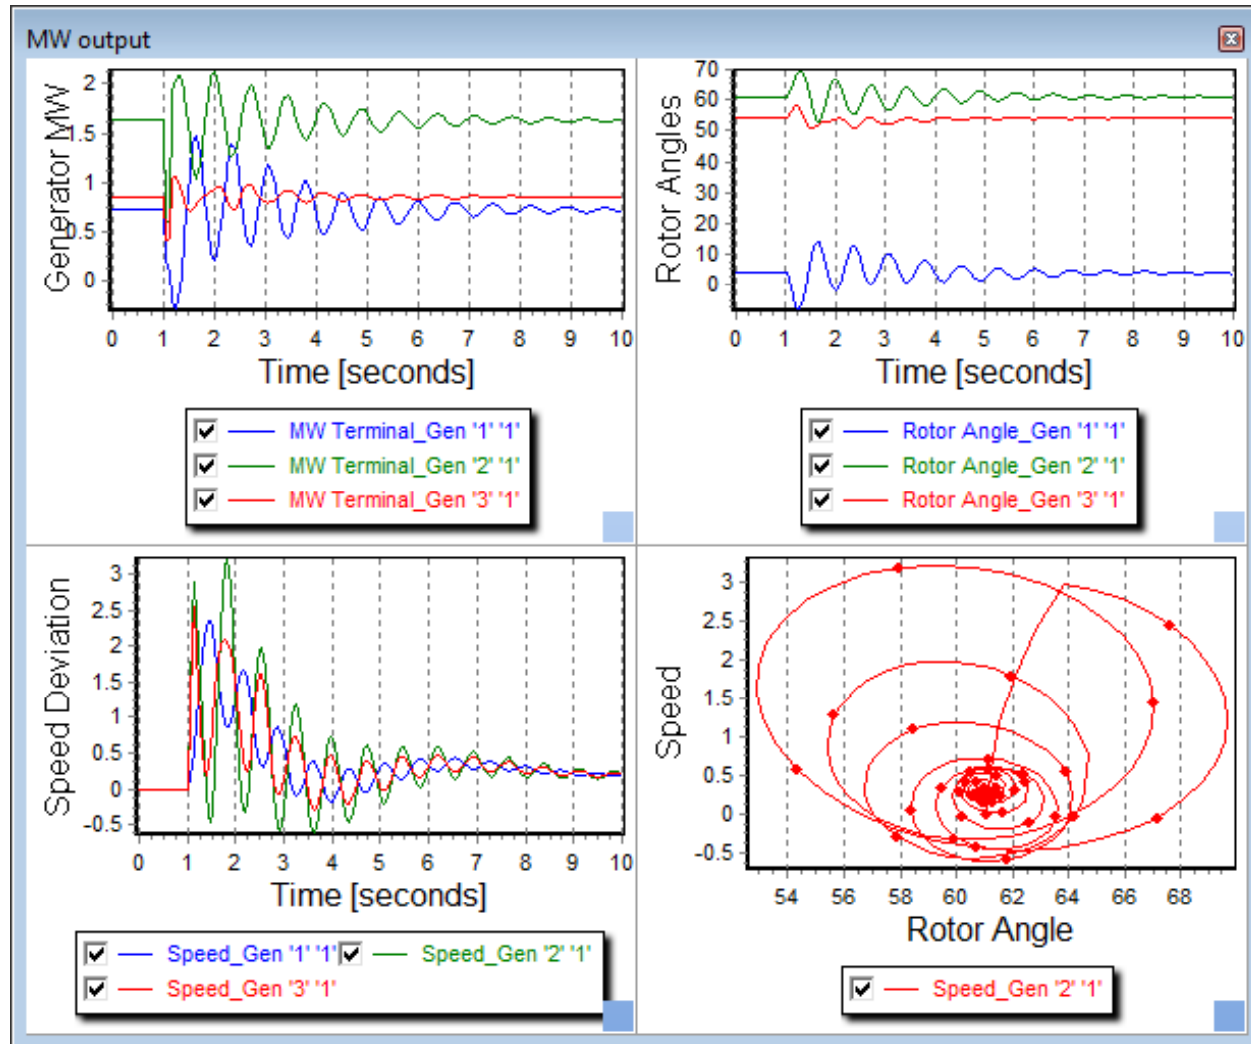 MW output
Generator MW
2
1.5
1
0.5
0
0 1 2 3 4 5 6 7 8 9 10
Time [seconds]
MW Terminal_Gen '1' '1'
MW Terminal_Gen '2' '1'
MW Terminal_Gen '3' '1'
Rotor Angles
70
60
50
40
30
20
10
0
0 1 2 3 4 5 6 7 8 9 10
Time [seconds]
Rotor Angle_Gen '1' '1'
Rotor Angle_Gen '2' '1'
Rotor Angle_Gen '3' '1'
Speed Deviation
3
2.5
2
1.5
1
0.5
0
-0.5
0 1 2 3 4 5 6 7 8 9 10
Time [seconds]
Speed_Gen '1' '1' Speed_Gen '2' '1'
Speed_Gen '3' '1'
Speed
3
2.5
2
1.5
1
0.5
0
-0.5
54 56 58 60 62 64 66 68
Rotor Angle
Speed_Gen '2' '1'